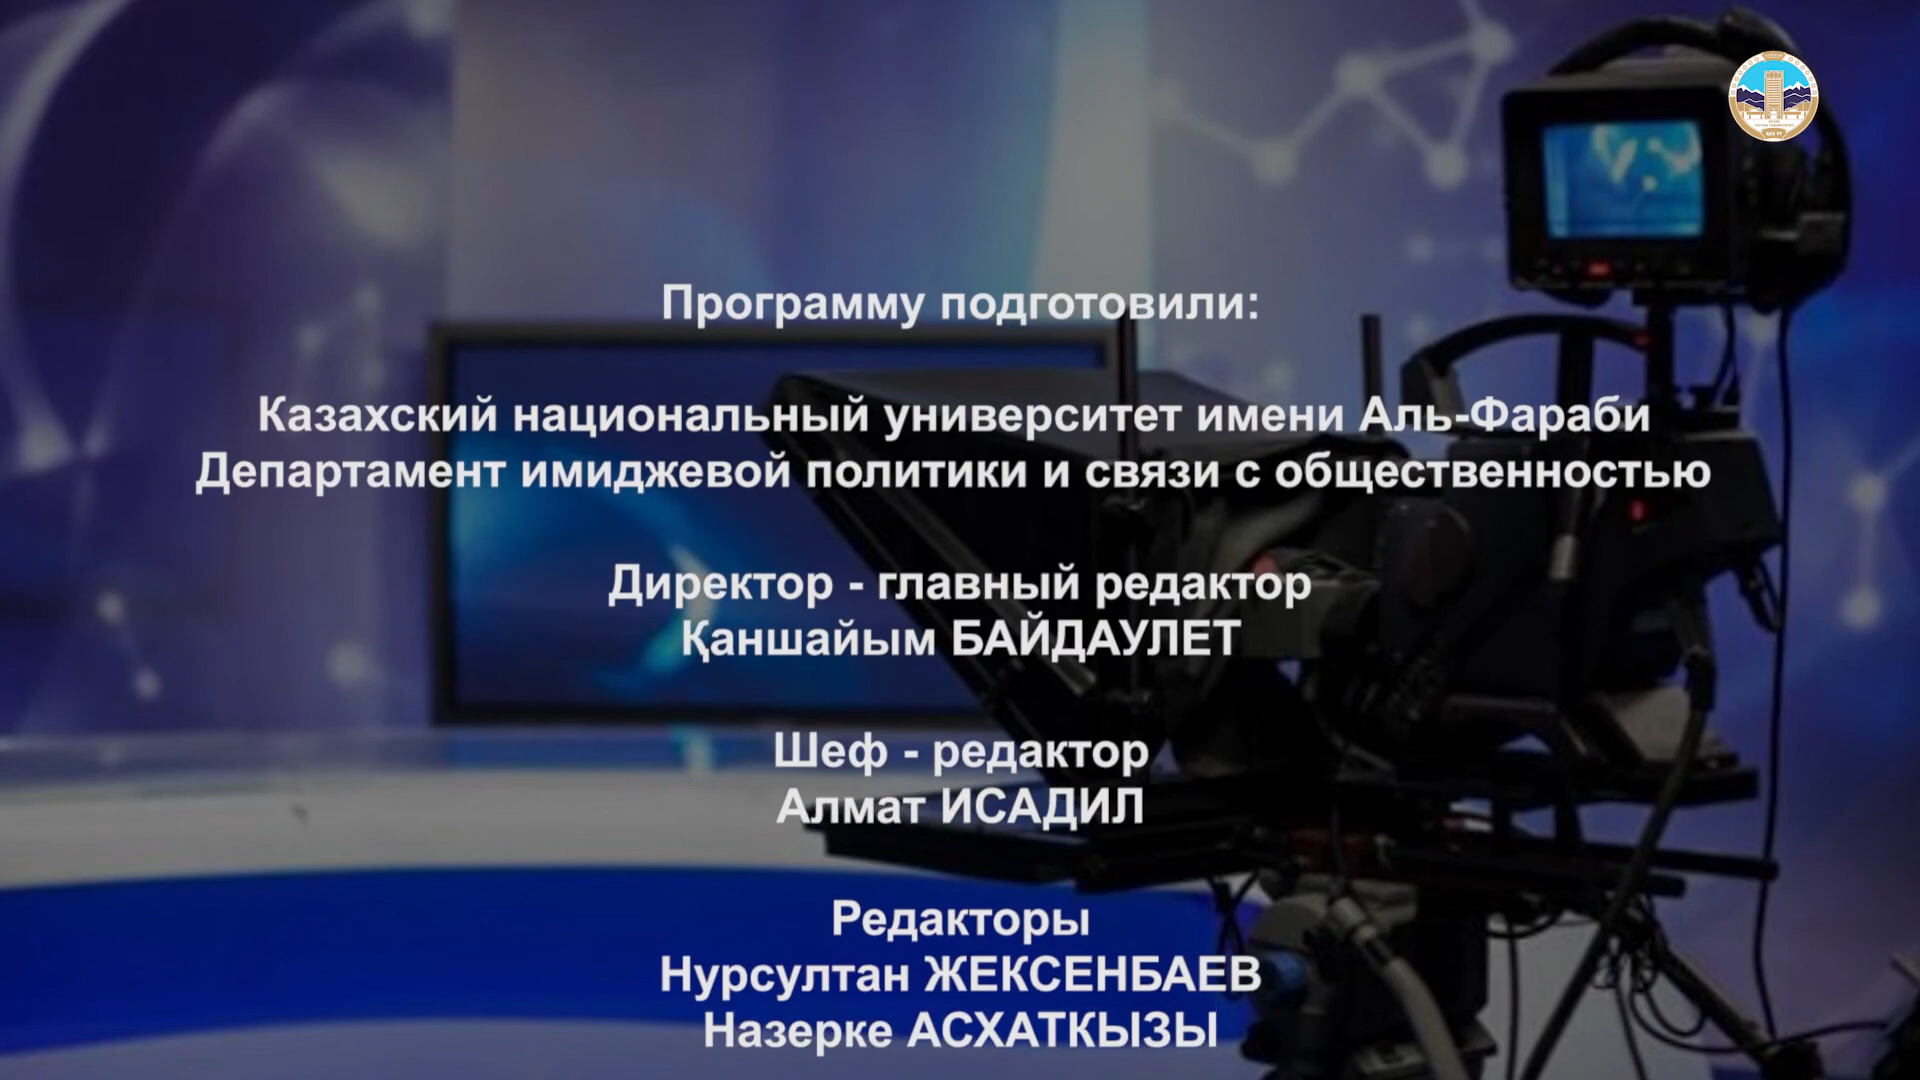 Программу подготовили:
Казахский национальный университет имени Аль-Фараби
Департамент имиджевой политики и связи с общественностью
Директор - главный редактор
Қаншайым БАЙДАУЛЕТ
Шеф - редактор
Алмат ИСАДИЛ
Редакторы
Нурсултан ЖЕКСЕНБАЕВ
Назерке АСХАТКЫЗЫ